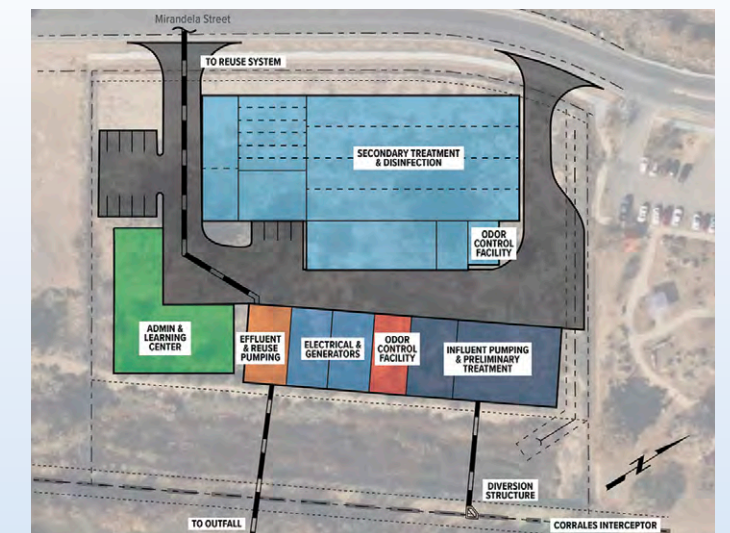 Mirandela Street
TO REUSE SYSTEM
SECONDARY TREATMENT
& DISINFECTION
ODOR
CONTROL
FACILITY
ADMIN &
LEARNING
CENTER
EFFLUENT
& REUSE
PUMPING
ELECTRICAL &
GENERATORS
ODOR
CONTROL
FACILITY
INFLUENT PUMPING
& PRELIMINARY
TREATMENT
N
DIVERSION
STRUCTURE
TO OUTFALL
CORRALES INTERCEPTOR